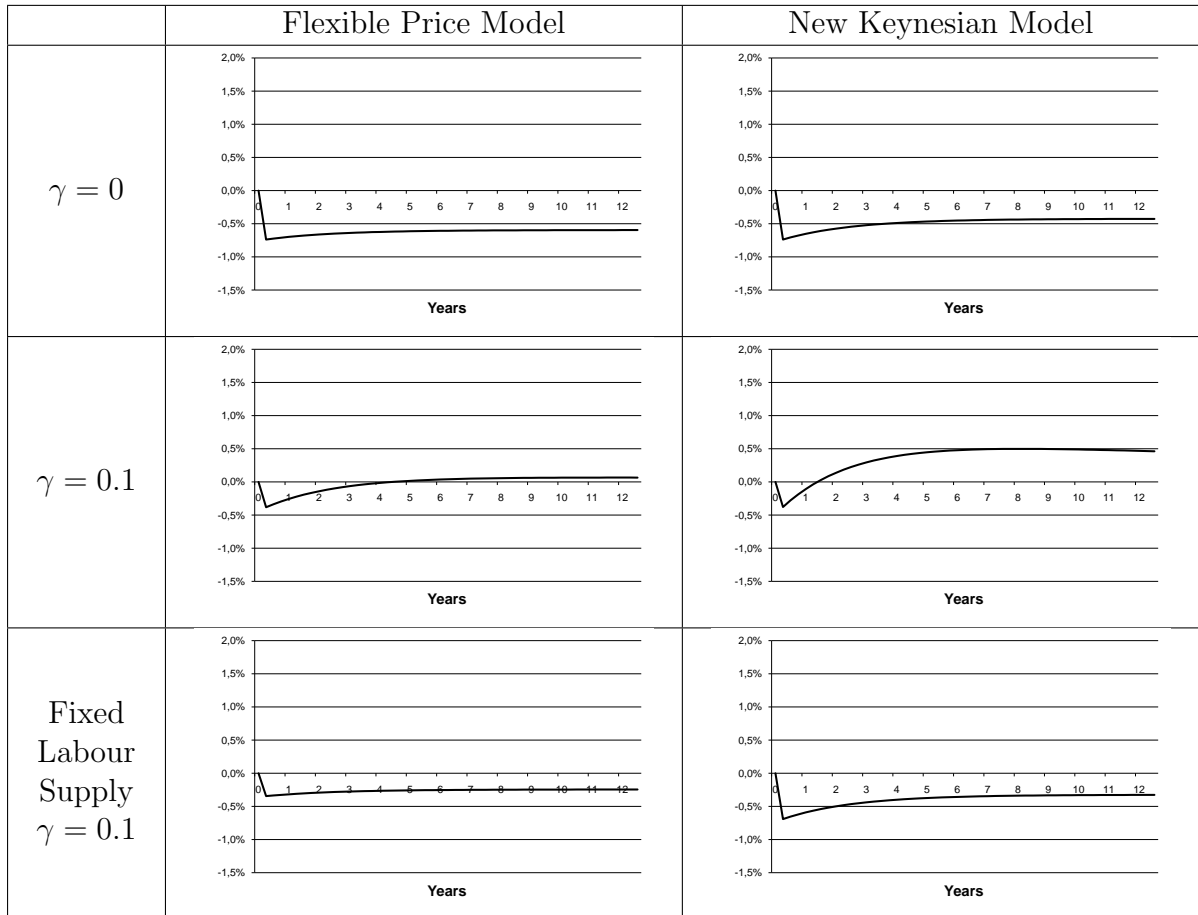 Flexible Price Model
New Keynesian Model
γ = 0
2,0%
1,5%
1,0%
0,5%
0,0%
0 1 2 3 4 5 6 7 8 9 10 11 12
-0,5%
-1,0%
-1,5%
Years
2,0%
1,5%
1,0%
0,5%
0,0%
0 1 2 3 4 5 6 7 8 9 10 11 12
-0,5%
-1,0%
-1,5%
Years
γ = 0.1
2,0%
1,5%
1,0%
0,5%
0,0%
0 1 2 3 4 5 6 7 8 9 10 11 12
-0,5%
-1,0%
-1,5%
Years
2,0%
1,5%
1,0%
0,5%
0,0%
0 1 2 3 4 5 6 7 8 9 10 11 12
-0,5%
-1,0%
-1,5%
Years
Fixed
Labour
Supply
γ = 0.1
2,0%
1,5%
1,0%
0,5%
0,0%
0 1 2 3 4 5 6 7 8 9 10 11 12
-0,5%
-1,0%
-1,5%
Years
2,0%
1,5%
1,0%
0,5%
0,0%
0 1 2 3 4 5 6 7 8 9 10 11 12
-0,5%
-1,0%
-1,5%
Years